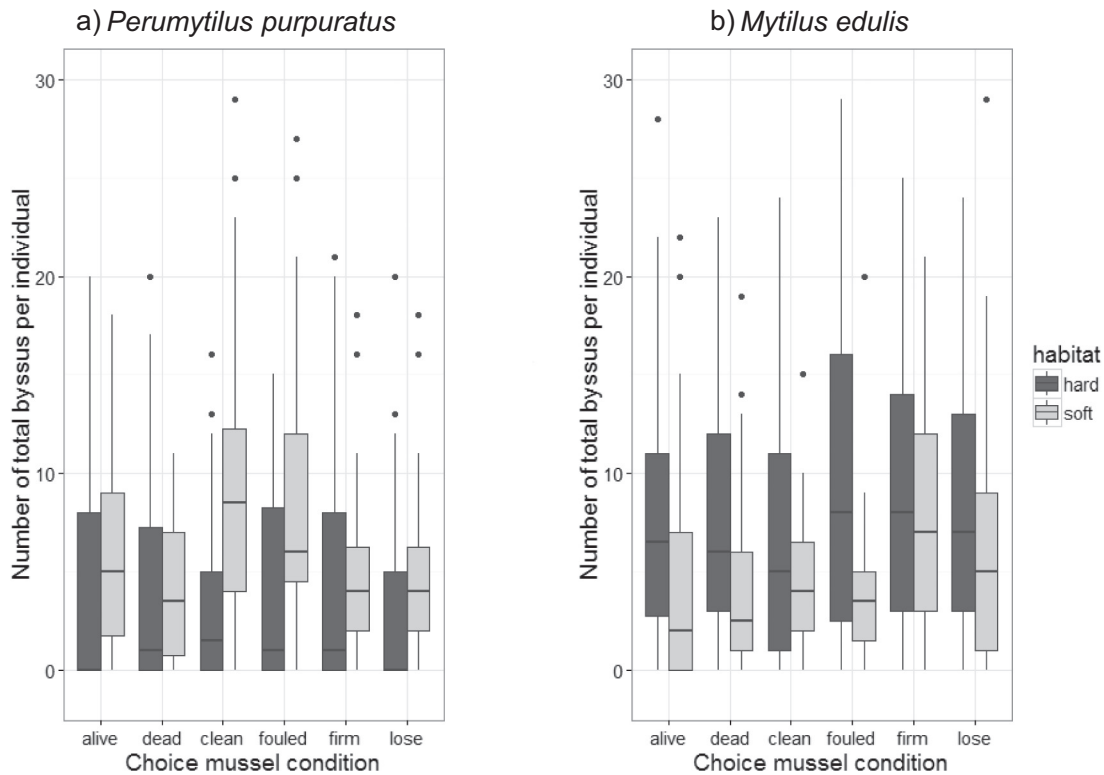 a) Perumytilus purpuratus
b) Mytilus edulis
Number of total byssus per individual
30
20
10
0
alive dead clean fouled firm lose
Choice mussel condition
Number of total byssus per individual
30
20
10
0
alive dead clean fouled firm lose
Choice mussel condition
habitat
hard
soft